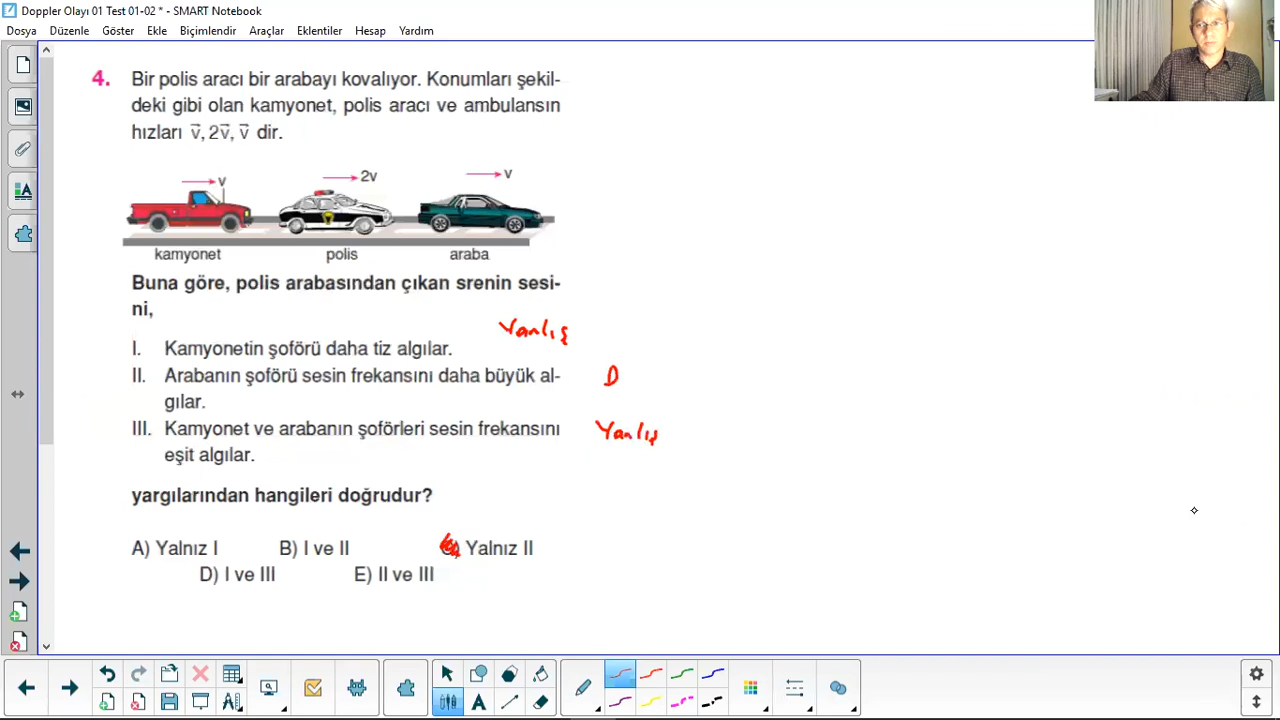 Doppler Olayı 01 Test 01-02 * - SMART Notebook
Dosya Düzenle Göster Ekle Biçimlendir Araçlar Eklentiler Hesap Yardım
4. Bir polis aracı bir arabayı kovalıyor. Konumları şekil-
deki gibi olan kamyonet, polis aracı ve ambulansın
hızları v⃗, 2v⃗, v⃗ dir.
v 2v v
kamyonet polis araba
Buna göre, polis arabasından çıkan srenin sesi-
ni,
Yanlış
I. Kamyonetin şoförü daha tiz algılar.
II. Arabanın şoförü sesin frekansını daha büyük al- D
gılar.
III. Kamyonet ve arabanın şoförleri sesin frekansını Yanlış
eşit algılar.
yargılarından hangileri doğrudur?
A) Yalnız I B) I ve II C) Yalnız II
D) I ve III E) II ve III